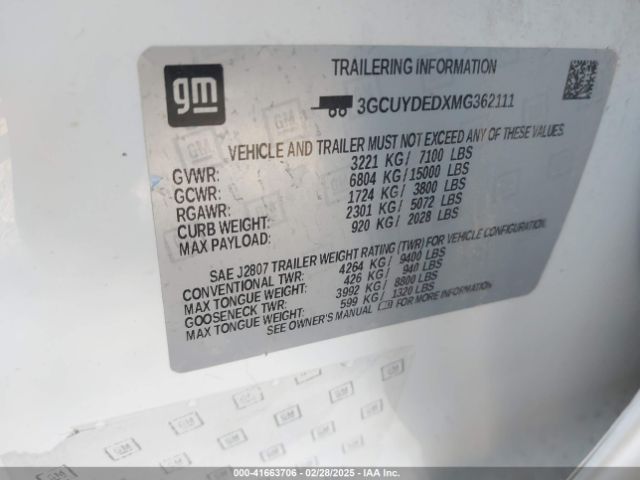 gm
TRAILERING INFORMATION
3GCUYDEDXMG362111
VEHICLE AND TRAILER MUST NOT EXCEED ANY OF THESE VALUES
GVWR: 3221 KG/ 7100 LBS
GCWR: 6804 KG/15000 LBS
RGAWR: 1724 KG/ 3800 LBS
CURB WEIGHT: 2301 KG/ 5072 LBS
MAX PAYLOAD: 920 KG/ 2028 LBS
SAE J2807 TRAILER WEIGHT RATING (TWR) FOR VEHICLE CONFIGURATION.
CONVENTIONAL TWR: 4264 KG/ 9400 LBS
MAX TONGUE WEIGHT: 426 KG/ 940 LBS
GOOSENECK TWR: 3992 KG/ 8800 LBS
MAX TONGUE WEIGHT: 599 KG/ 1320 LBS
SEE OWNER'S MANUAL FOR MORE INFORMATION
GM GM GM GM
000-41663706 - 02/28/2025 - IAA Inc.